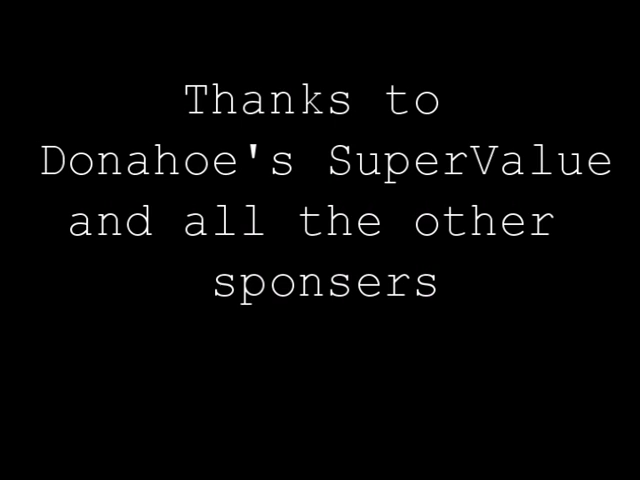 Thanks to
Donahoe's SuperValue
and all the other
sponsers